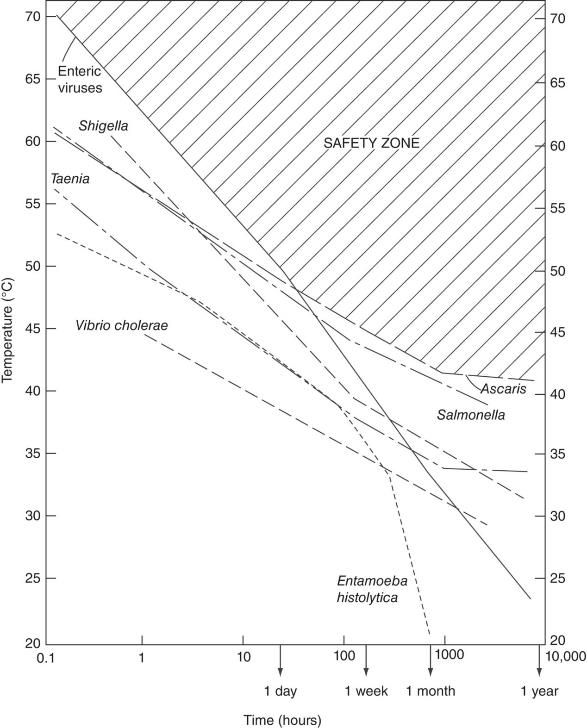 70
65
60
55
50
45
40
35
30
25
20
Temperature (°C)
70
65
60
55
50
45
40
35
30
25
20
Enteric
viruses
Shigella
SAFETY ZONE
Taenia
Vibrio cholerae
Ascaris
Salmonella
Entamoeba
histolytica
0.1
1
10
100
1000
10,000
1 day
1 week
1 month
1 year
Time (hours)